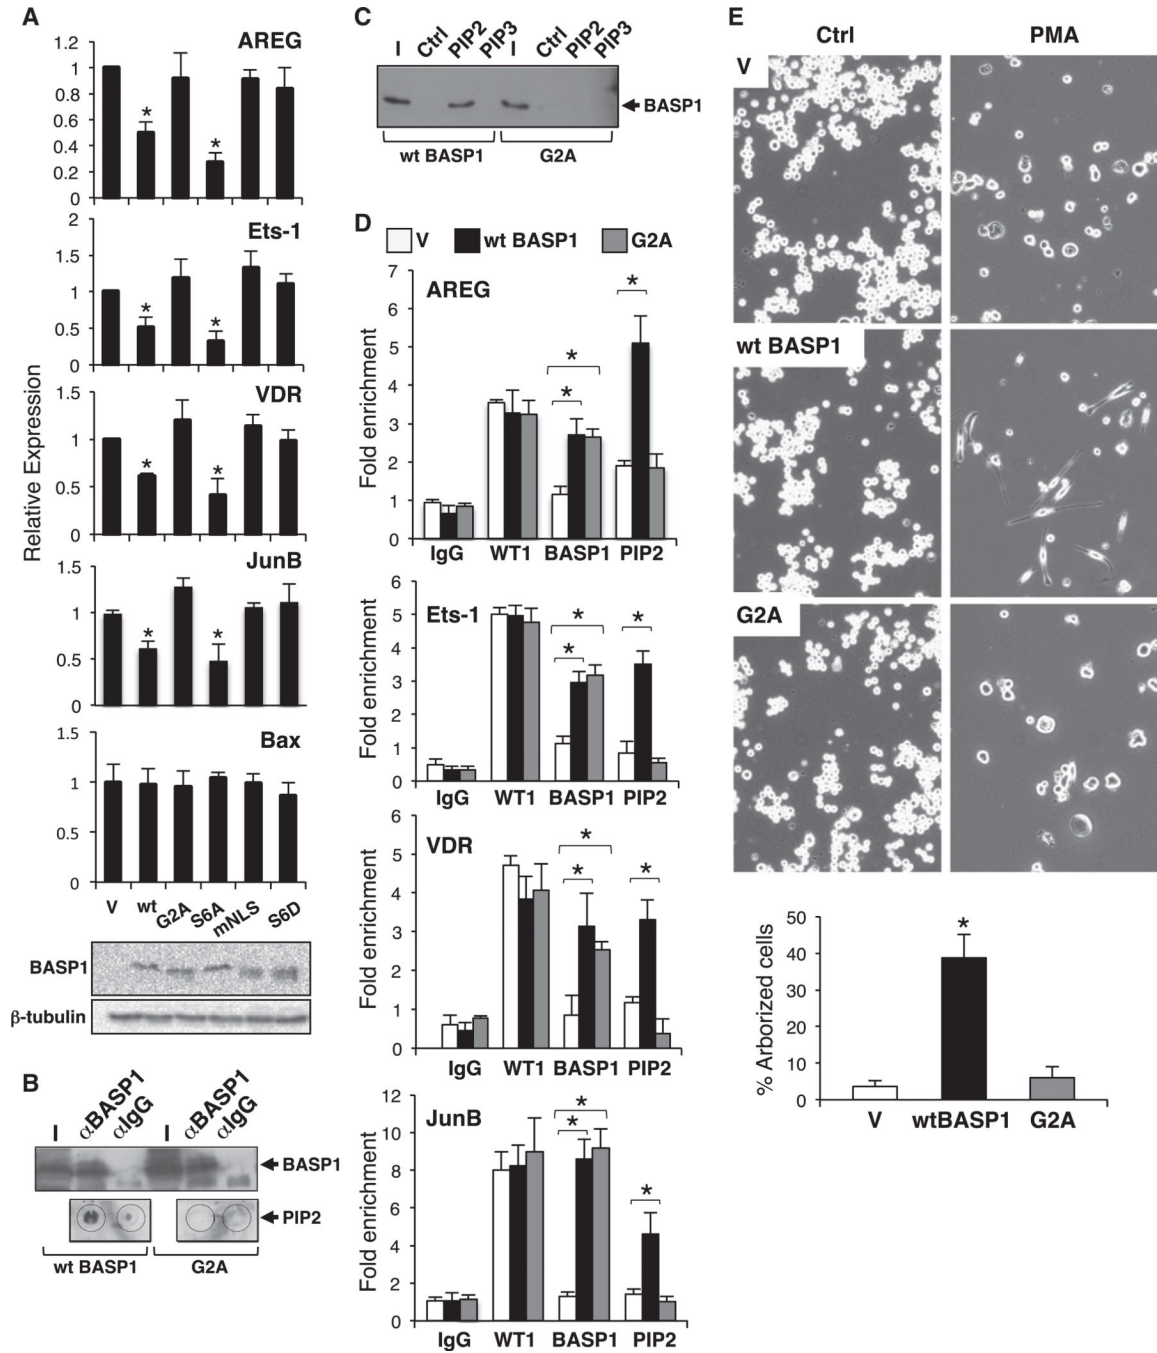 A
AREG
1.2
1
0.8
0.6
0.4
0.2
0
* *
Ets-1
2
1.5
1
0.5
0
* *
VDR
1.5
1
0.5
0
* *
JunB
1.5
1
0.5
0
* *
Bax
1.5
1
0.5
0
Relative Expression
V wt G2A S6A mNLS S6D
BASP1
β-tubulin
B
I αBASP1 αIgG I αBASP1 αIgG
BASP1
PIP2
wt BASP1 G2A
C
I Ctrl PIP2 PIP3 I Ctrl PIP2 PIP3
BASP1
wt BASP1 G2A
D
V wt BASP1 G2A
AREG
7
6
5
4
3
2
1
0
Fold enrichment
* * *
IgG WT1 BASP1 PIP2
Ets-1
6
5
4
3
2
1
0
Fold enrichment
* * *
IgG WT1 BASP1 PIP2
VDR
6
5
4
3
2
1
0
Fold enrichment
* * *
IgG WT1 BASP1 PIP2
JunB
12
10
8
6
4
2
0
Fold enrichment
* * *
IgG WT1 BASP1 PIP2
E
Ctrl PMA
V
wt BASP1
G2A
50
40
30
20
10
0
% Arborized cells
*
V wtBASP1 G2A